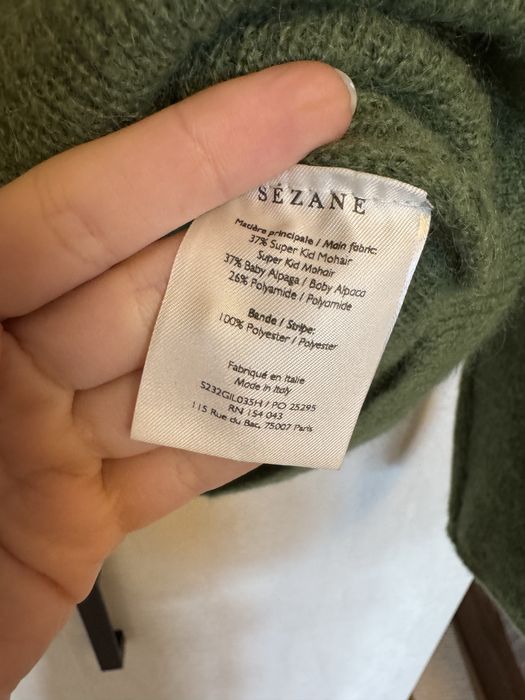 SÉZANE
Matière principale / Main fabric:
37% Super Kid Mohair
Super Kid Mohair
37% Baby Alpaga / Baby Alpaca
26% Polyamide / Polyamide
Bande / Stripe:
100% Polyester / Polyester
Fabriqué en Italie
Made in Italy
S232GIL035H / PO 25295
RN 154 043
115 Rue du Bac, 75007 Paris